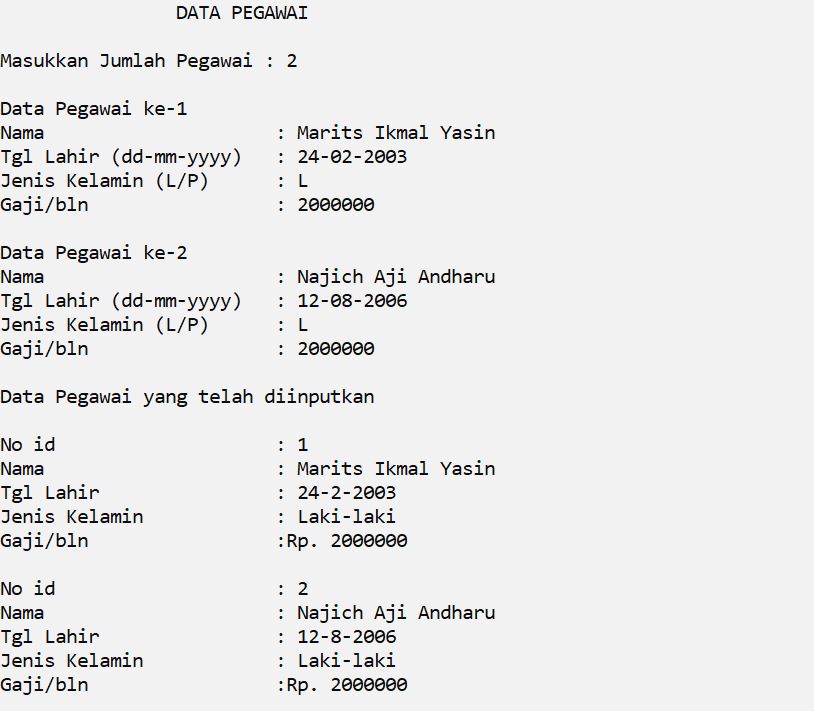 DATA PEGAWAI
Masukkan Jumlah Pegawai : 2
Data Pegawai ke-1
Nama : Marits Ikmal Yasin
Tgl Lahir (dd-mm-yyyy) : 24-02-2003
Jenis Kelamin (L/P) : L
Gaji/bln : 2000000
Data Pegawai ke-2
Nama : Najich Aji Andharu
Tgl Lahir (dd-mm-yyyy) : 12-08-2006
Jenis Kelamin (L/P) : L
Gaji/bln : 2000000
Data Pegawai yang telah diinputkan
No id : 1
Nama : Marits Ikmal Yasin
Tgl Lahir : 24-2-2003
Jenis Kelamin : Laki-laki
Gaji/bln :Rp. 2000000
No id : 2
Nama : Najich Aji Andharu
Tgl Lahir : 12-8-2006
Jenis Kelamin : Laki-laki
Gaji/bln :Rp. 2000000